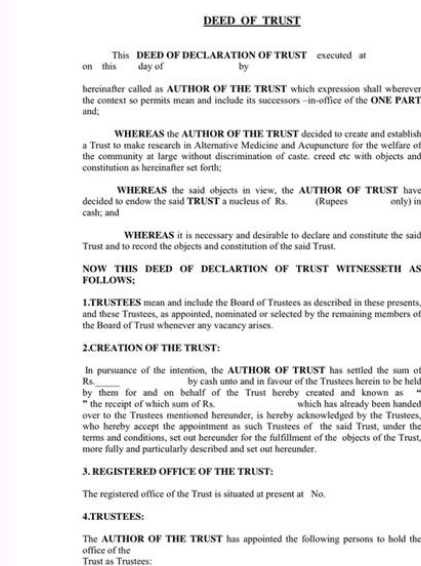 DEED OF TRUST
This DEED OF DECLARATION OF TRUST executed at
on this day of by
hereinafter called as AUTHOR OF THE TRUST which expression shall wherever
the context so permits mean and include its successors –in-office of the ONE PART
and;
WHEREAS the AUTHOR OF THE TRUST decided to create and establish
a Trust to make research in Alternative Medicine and Acupuncture for the welfare of
the community at large without discrimination of caste. creed etc with objects and
constitution as hereinafter set forth;
WHEREAS the said objects in view, the AUTHOR OF TRUST have
decided to endow the said TRUST a nucleus of Rs. (Rupees only) in
cash; and
WHEREAS it is necessary and desirable to declare and constitute the said
Trust and to record the objects and constitution of the said Trust.
NOW THIS DEED OF DECLARTION OF TRUST WITNESSETH AS
FOLLOWS;
1.TRUSTEES mean and include the Board of Trustees as described in these presents,
and these Trustees, as appointed, nominated or selected by the remaining members of
the Board of Trust whenever any vacancy arises.
2.CREATION OF THE TRUST:
In pursuance of the intention, the AUTHOR OF TRUST has settled the sum of
Rs._____ by cash unto and in favour of the Trustees herein to be held
by them for and on behalf of the Trust hereby created and known as “
” the receipt of which sum of Rs. which has already been handed
over to the Trustees mentioned hereunder, is hereby acknowledged by the Trustees,
who hereby accept the appointment as such Trustees of the said Trust, under the
terms and conditions, set out hereunder for the fulfillment of the objects of the Trust,
more fully and particularly described and set out hereunder.
3. REGISTERED OFFICE OF THE TRUST:
The registered office of the Trust is situated at present at No.
4.TRUSTEES:
The AUTHOR OF THE TRUST has appointed the following persons to hold the
office of the
Trust as Trustees: